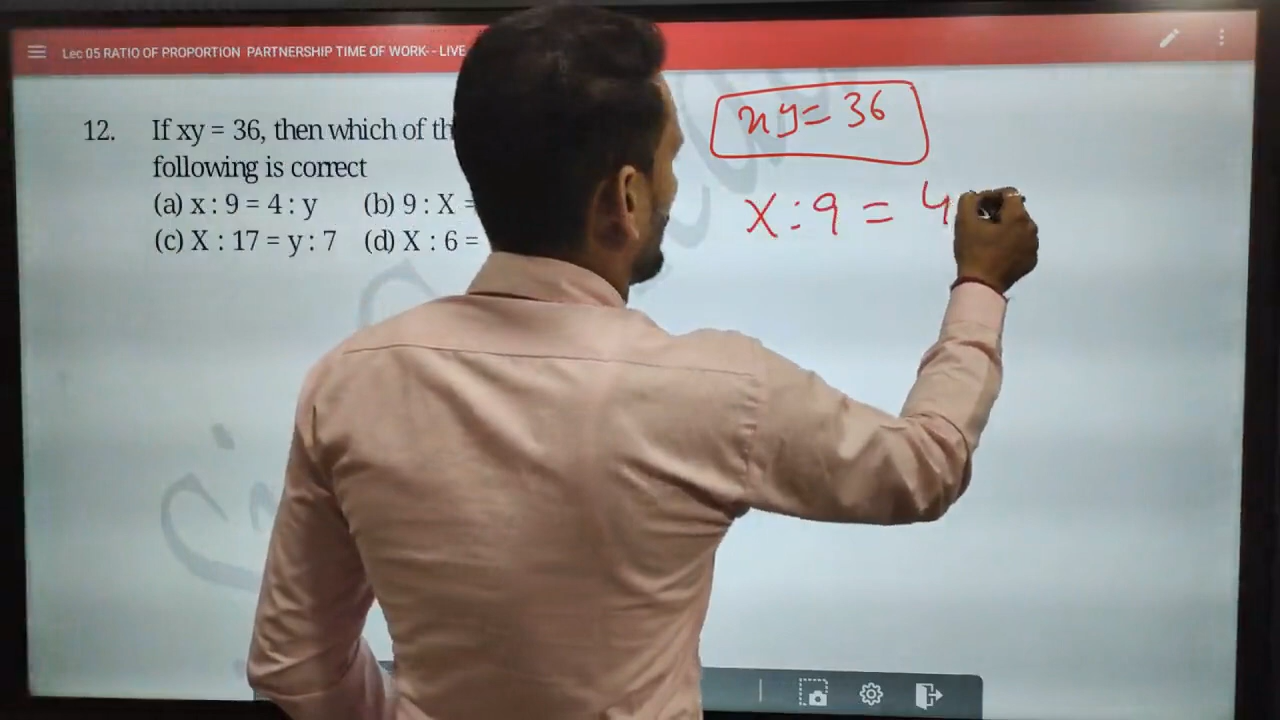 Lec 05 RATIO OF PROPORTION PARTNERSHIP TIME OF WORK- - LIVE
12. If xy = 36, then which of th
following is correct
(a) x : 9 = 4 : y (b) 9 : X =
(c) X : 17 = y : 7 (d) X : 6 =
xy = 36
X : 9 = 4